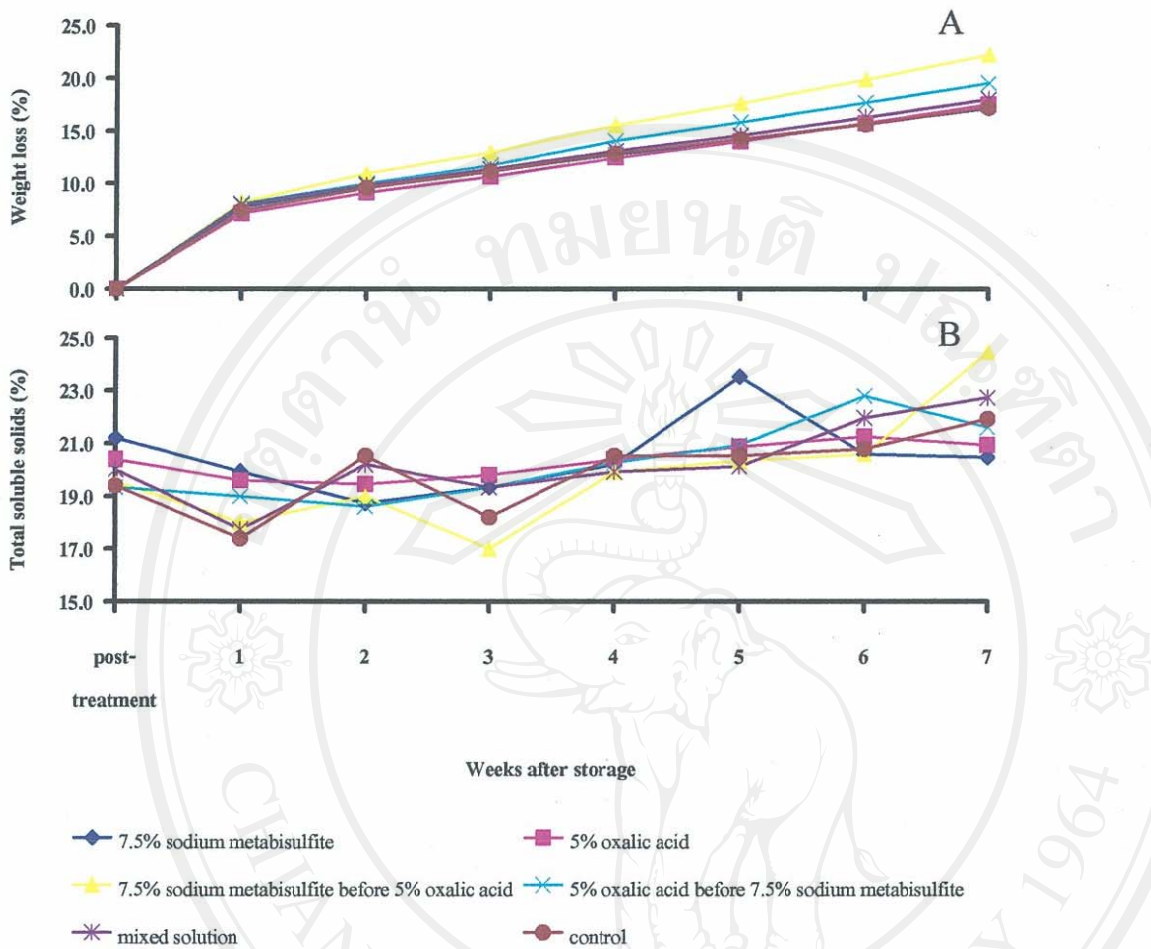 A
25.0
20.0
15.0
10.0
5.0
0.0
Weight loss (%)
B
25.0
23.0
21.0
19.0
17.0
15.0
Total soluble solids (%)
post-treatment 1 2 3 4 5 6 7
Weeks after storage
7.5% sodium metabisulfite 5% oxalic acid
7.5% sodium metabisulfite before 5% oxalic acid 5% oxalic acid before 7.5% sodium metabisulfite
mixed solution control
1964